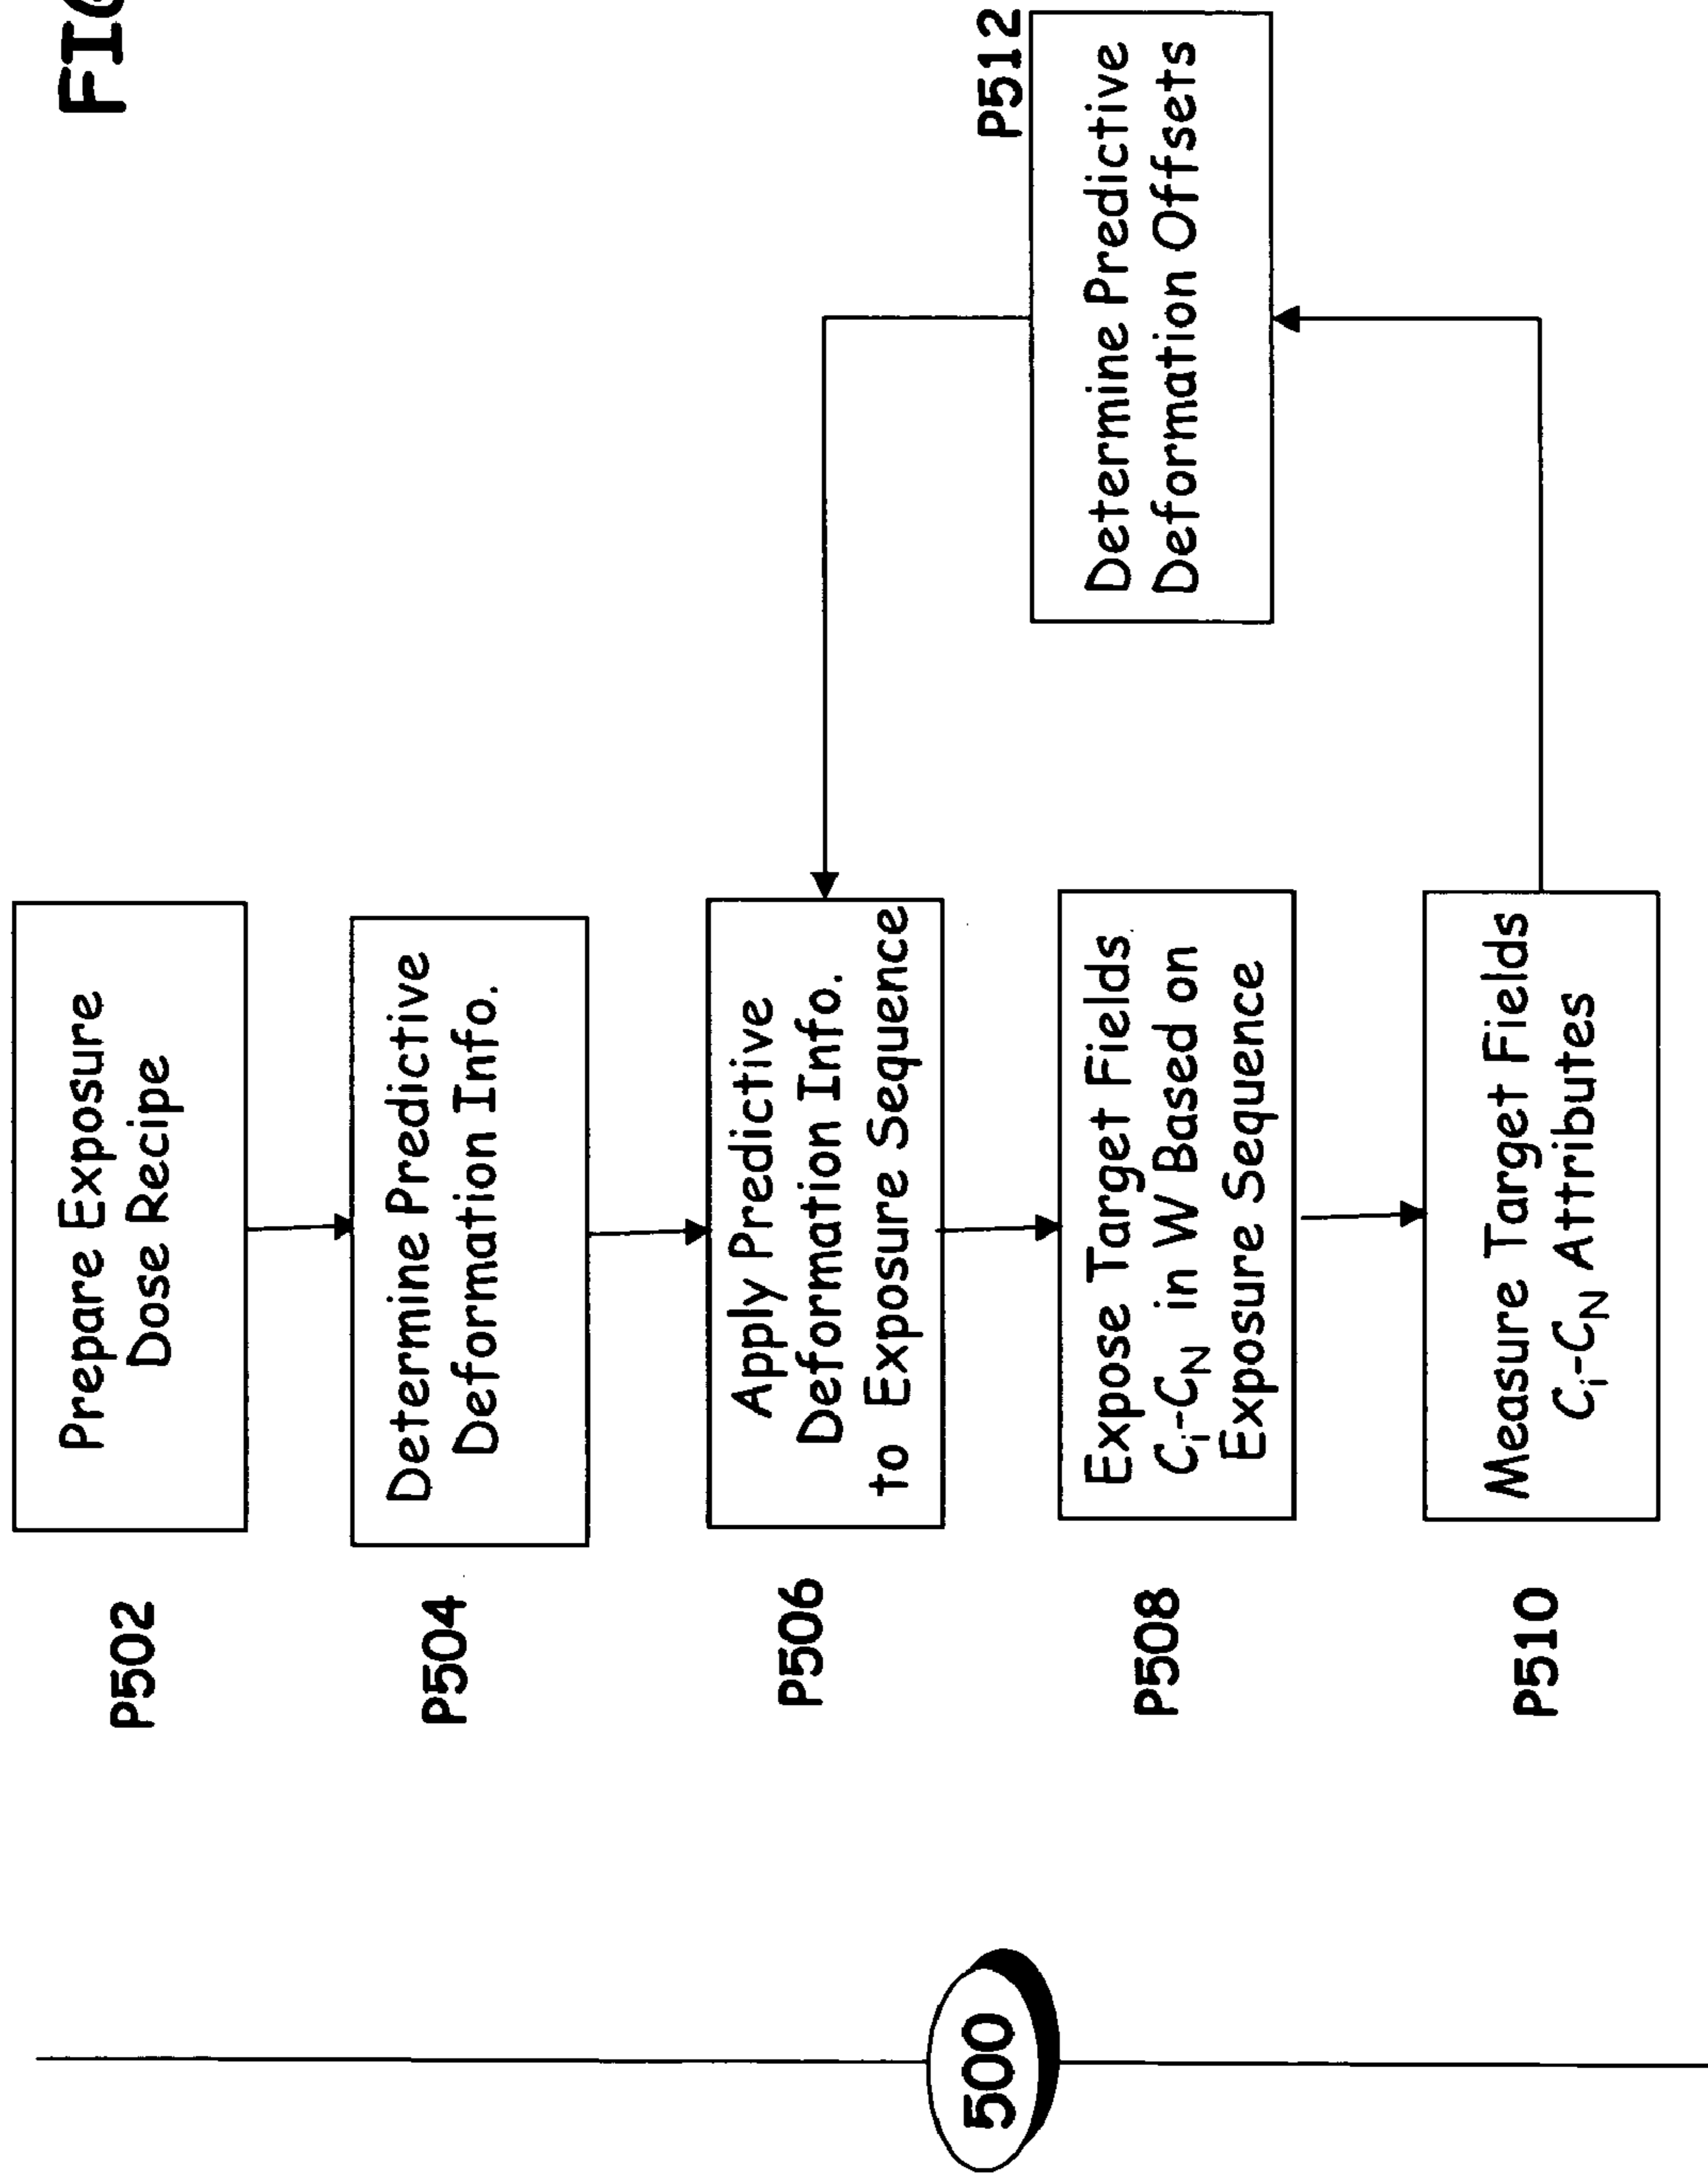 P502
Prepare Exposure
Dose Recipe
P504
Determine Predictive
Deformation Info.
P506
Apply Predictive
Deformation Info.
to Exposure Sequence
P508
Expose Target Fields
Ci-CN in W Based on
Exposure Sequence
P510
Measure Target Fields
Ci-CN Attributes
P512
Determine Predictive
Deformation Offsets
500